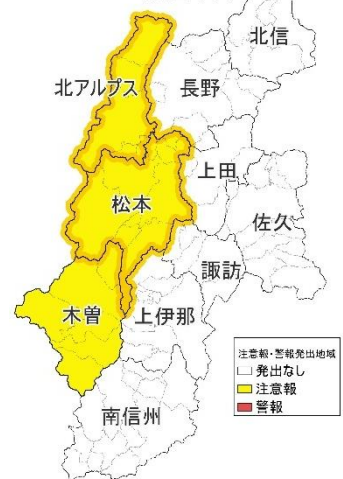 北信
北アルプス
長野
上田
松本
佐久
諏訪
木曽
上伊那
南信州
注意報・警報発出地域
発出なし
注意報
警報